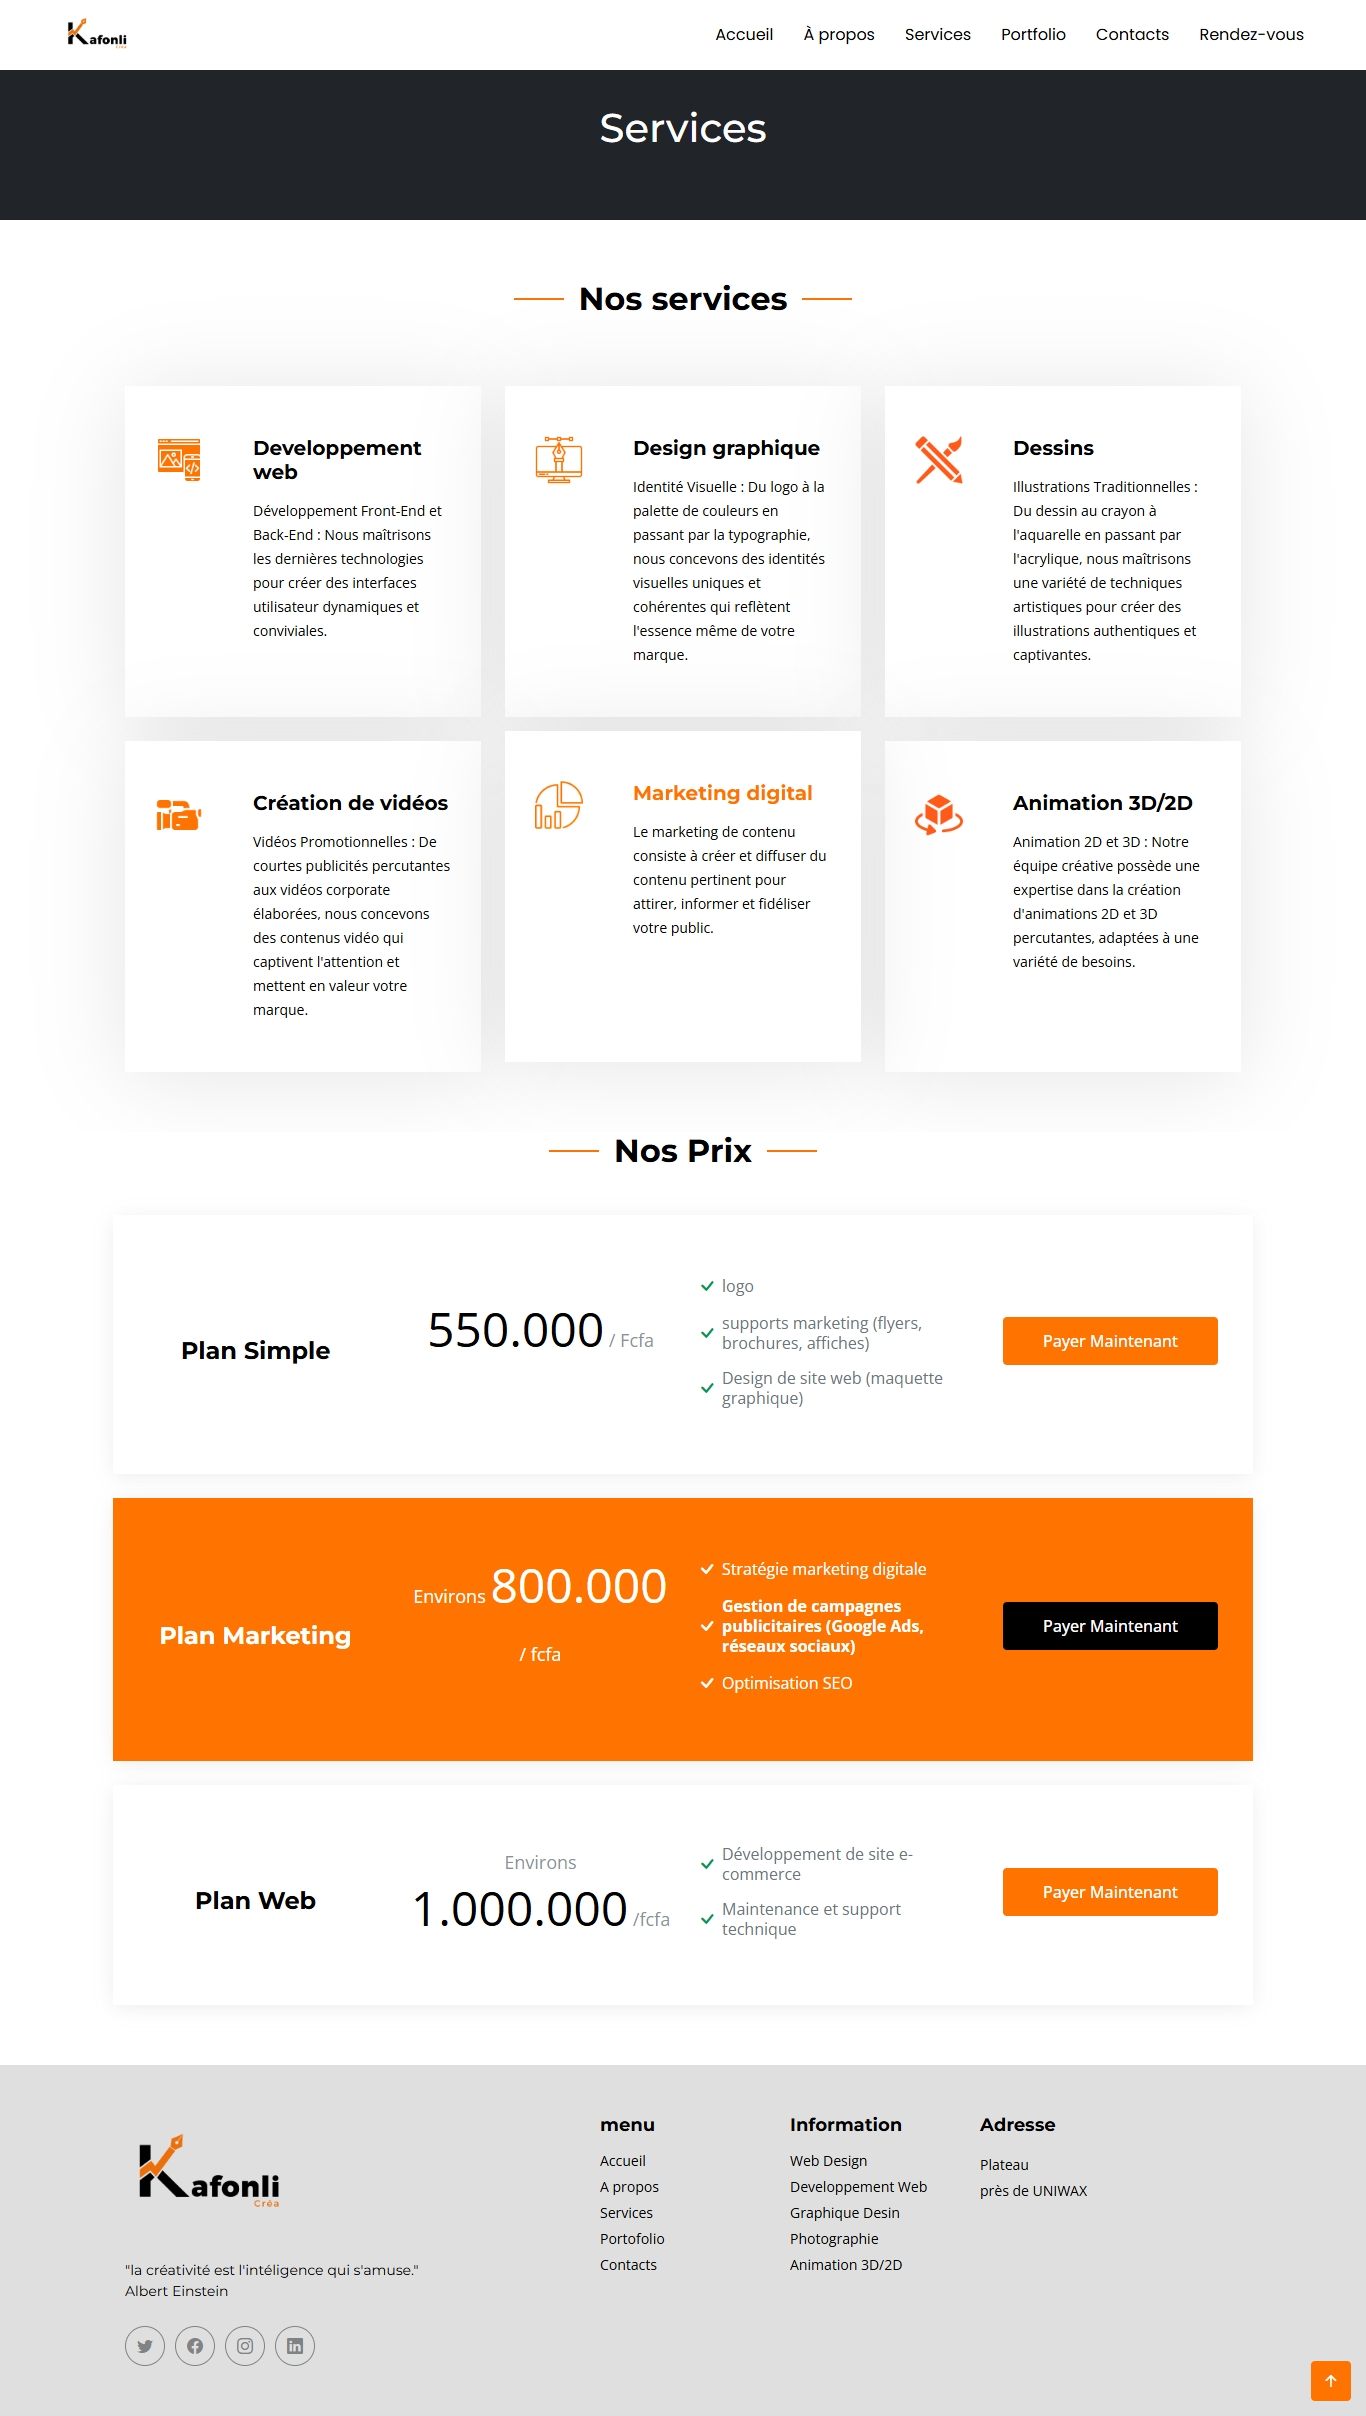 Kafonli
Créa
Accueil À propos Services Portfolio Contacts Rendez-vous
Services
Nos services
Developpement
web
Développement Front-End et
Back-End : Nous maîtrisons
les dernières technologies
pour créer des interfaces
utilisateur dynamiques et
conviviales.
Design graphique
Identité Visuelle : Du logo à la
palette de couleurs en
passant par la typographie,
nous concevons des identités
visuelles uniques et
cohérentes qui reflètent
l'essence même de votre
marque.
Dessins
Illustrations Traditionnelles :
Du dessin au crayon à
l'aquarelle en passant par
l'acrylique, nous maîtrisons
une variété de techniques
artistiques pour créer des
illustrations authentiques et
captivantes.
Création de vidéos
Vidéos Promotionnelles : De
courtes publicités percutantes
aux vidéos corporate
élaborées, nous concevons
des contenus vidéo qui
captivent l'attention et
mettent en valeur votre
marque.
Marketing digital
Le marketing de contenu
consiste à créer et diffuser du
contenu pertinent pour
attirer, informer et fidéliser
votre public.
Animation 3D/2D
Animation 2D et 3D : Notre
équipe créative possède une
expertise dans la création
d'animations 2D et 3D
percutantes, adaptées à une
variété de besoins.
Nos Prix
Plan Simple
550.000 / Fcfa
logo
supports marketing (flyers,
brochures, affiches)
Design de site web (maquette
graphique)
Payer Maintenant
Plan Marketing
Environs 800.000
/ fcfa
Stratégie marketing digitale
Gestion de campagnes
publicitaires (Google Ads,
réseaux sociaux)
Optimisation SEO
Payer Maintenant
Plan Web
Environs
1.000.000 /fcfa
Développement de site e-
commerce
Maintenance et support
technique
Payer Maintenant
Kafonli
Créa
"la créativité est l'intéligence qui s'amuse."
Albert Einstein
menu
Accueil
A propos
Services
Portofolio
Contacts
Information
Web Design
Developpement Web
Graphique Desin
Photographie
Animation 3D/2D
Adresse
Plateau
près de UNIWAX